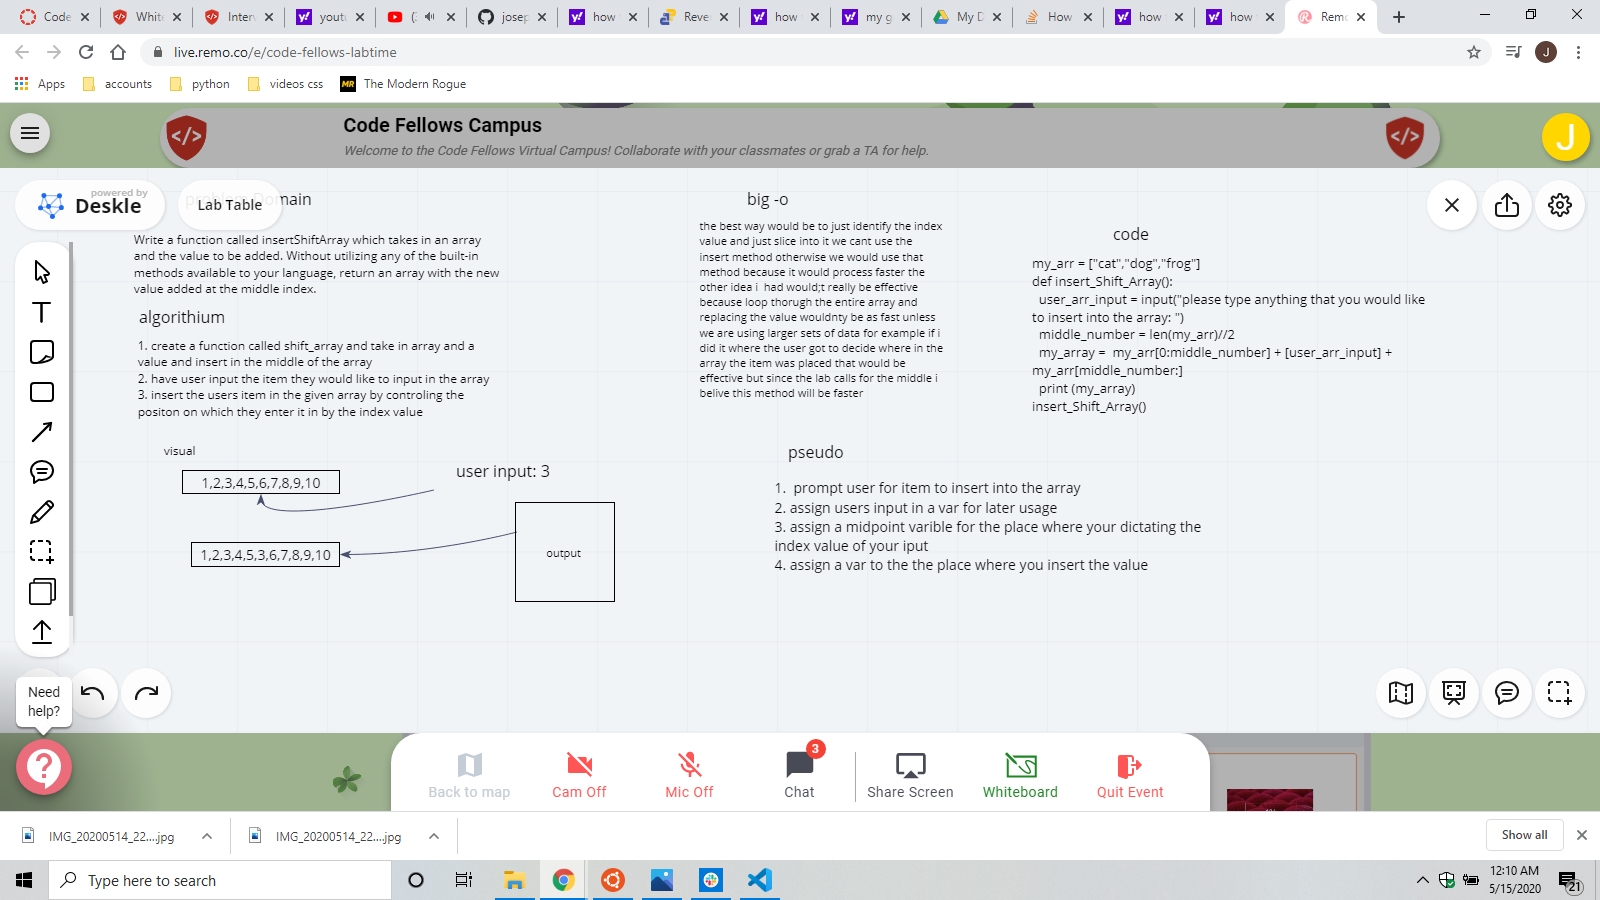 Code
White
Inter
youtu
(
josep
how
Reve
how
my g
My D
How
how
how
Remo
live.remo.co/e/code-fellows-labtime
J
Apps
accounts
python
videos css
MR
The Modern Rogue
Code Fellows Campus
Welcome to the Code Fellows Virtual Campus! Collaborate with your classmates or grab a TA for help.
J
powered by
Deskle
Lab Table
main
Write a function called insertShiftArray which takes in an array
and the value to be added. Without utilizing any of the built-in
methods available to your language, return an array with the new
value added at the middle index.
algorithium
1. create a function called shift_array and take in array and a
value and insert in the middle of the array
2. have user input the item they would like to input in the array
3. insert the users item in the given array by controling the
positon on which they enter it in by the index value
visual
1,2,3,4,5,6,7,8,9,10
user input: 3
1,2,3,4,5,3,6,7,8,9,10
output
big -o
the best way would be to just identify the index
value and just slice into it we cant use the
insert method otherwise we would use that
method because it would process faster the
other idea i had would;t really be effective
because loop thorugh the entire array and
replacing the value wouldnty be as fast unless
we are using larger sets of data for example if i
did it where the user got to decide where in the
array the item was placed that would be
effective but since the lab calls for the middle i
belive this method will be faster
code
my_arr = ["cat","dog","frog"]
def insert_Shift_Array():
user_arr_input = input("please type anything that you would like
to insert into the array: ")
middle_number = len(my_arr)//2
my_array = my_arr[0:middle_number] + [user_arr_input] +
my_arr[middle_number:]
print (my_array)
insert_Shift_Array()
pseudo
1. prompt user for item to insert into the array
2. assign users input in a var for later usage
3. assign a midpoint varible for the place where your dictating the
index value of your iput
4. assign a var to the the place where you insert the value
Need
help?
Back to map
Cam Off
Mic Off
3
Chat
Share Screen
Whiteboard
Quit Event
IMG_20200514_22....jpg
IMG_20200514_22....jpg
Show all
Type here to search
12:10 AM
5/15/2020
21